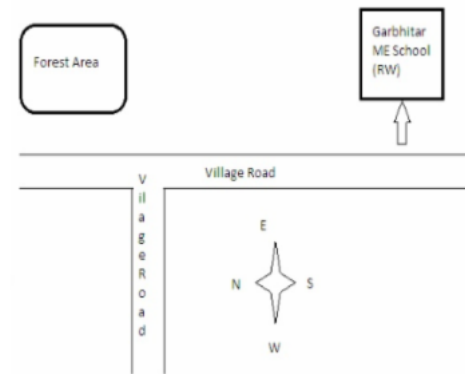 Forest Area
Garbhitar
ME School
(RW)
Village Road
V
il
a
g
e
R
o
a
d
E
N
S
W